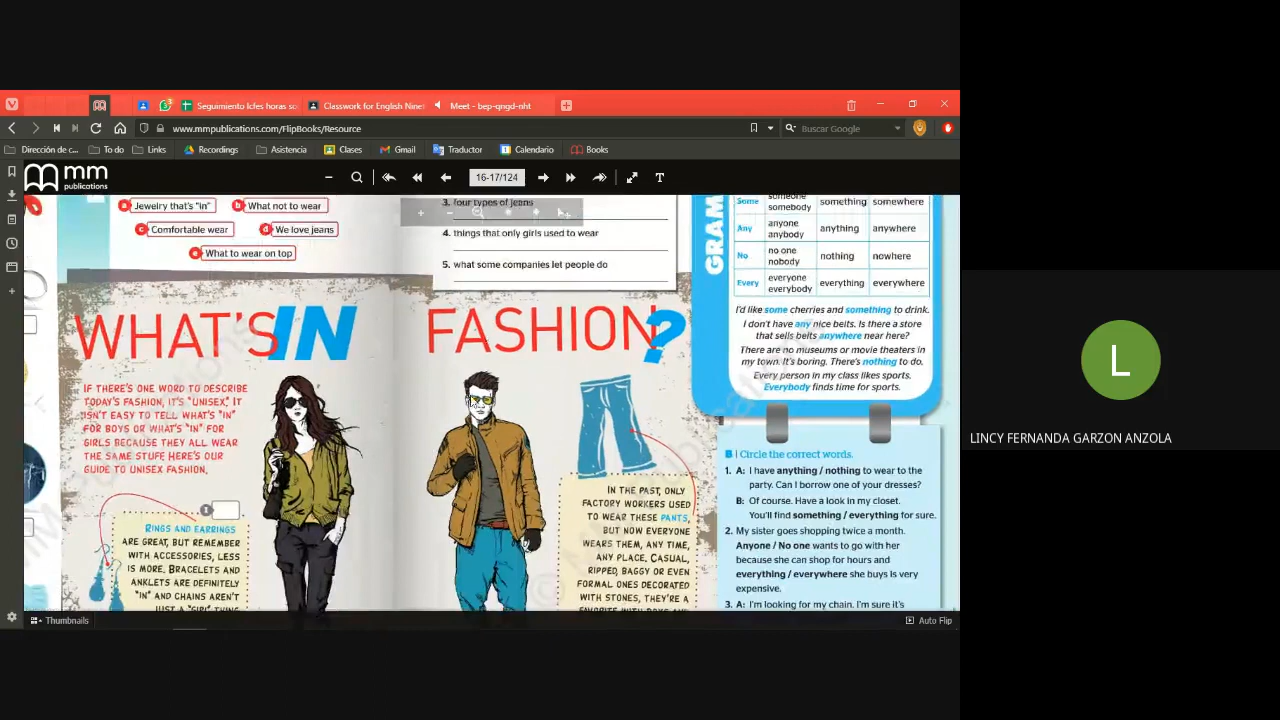 Seguimiento Icfes horas so
Classwork for English Nine
Meet - bep-qngd-nht
www.mmpublications.com/FlipBooks/Resource
Buscar Google
Dirección de c...
To do
Links
Recordings
Asistencia
Clases
Gmail
Traductor
Calendario
Books
mm
publications
16-17/124
T
a Jewelry that's "in"
b What not to wear
c Comfortable wear
d We love jeans
e What to wear on top
3. four types of jeans
4. things that only girls used to wear
5. what some companies let people do
WHAT'S IN FASHION?
IF THERE'S ONE WORD TO DESCRIBE
TODAY'S FASHION, IT'S "UNISEX." IT
ISN'T EASY TO TELL WHAT'S "IN"
FOR BOYS OR WHAT'S "IN" FOR
GIRLS BECAUSE THEY ALL WEAR
THE SAME STUFF. HERE'S OUR
GUIDE TO UNISEX FASHION.
1
RINGS AND EARRINGS
ARE GREAT, BUT REMEMBER
WITH ACCESSORIES, LESS
IS MORE. BRACELETS AND
ANKLETS ARE DEFINITELY
"IN" AND CHAINS AREN'T
JUST A "GIRL" THING
IN THE PAST, ONLY
FACTORY WORKERS USED
TO WEAR THESE PANTS,
BUT NOW EVERYONE
WEARS THEM, ANY TIME,
ANY PLACE. CASUAL,
RIPPED, BAGGY OR EVEN
FORMAL ONES DECORATED
WITH STONES, THEY'RE A
FAVORITE WITH BOYS AND
GRAM
Some someone somebody something somewhere
Any anyone anybody anything anywhere
No no one nobody nothing nowhere
Every everyone everybody everything everywhere
I'd like some cherries and something to drink.
I don't have any nice belts. Is there a store
that sells belts anywhere near here?
There are no museums or movie theaters in
my town. It's boring. There's nothing to do.
Every person in my class likes sports.
Everybody finds time for sports.
B | Circle the correct words.
1. A: I have anything / nothing to wear to the
party. Can I borrow one of your dresses?
B: Of course. Have a look in my closet.
You'll find something / everything for sure.
2. My sister goes shopping twice a month.
Anyone / No one wants to go with her
because she can shop for hours and
everything / everywhere she buys is very
expensive.
3. A: I'm looking for my chain. I'm sure it's
Thumbnails
Auto Flip
L
LINCY FERNANDA GARZON ANZOLA